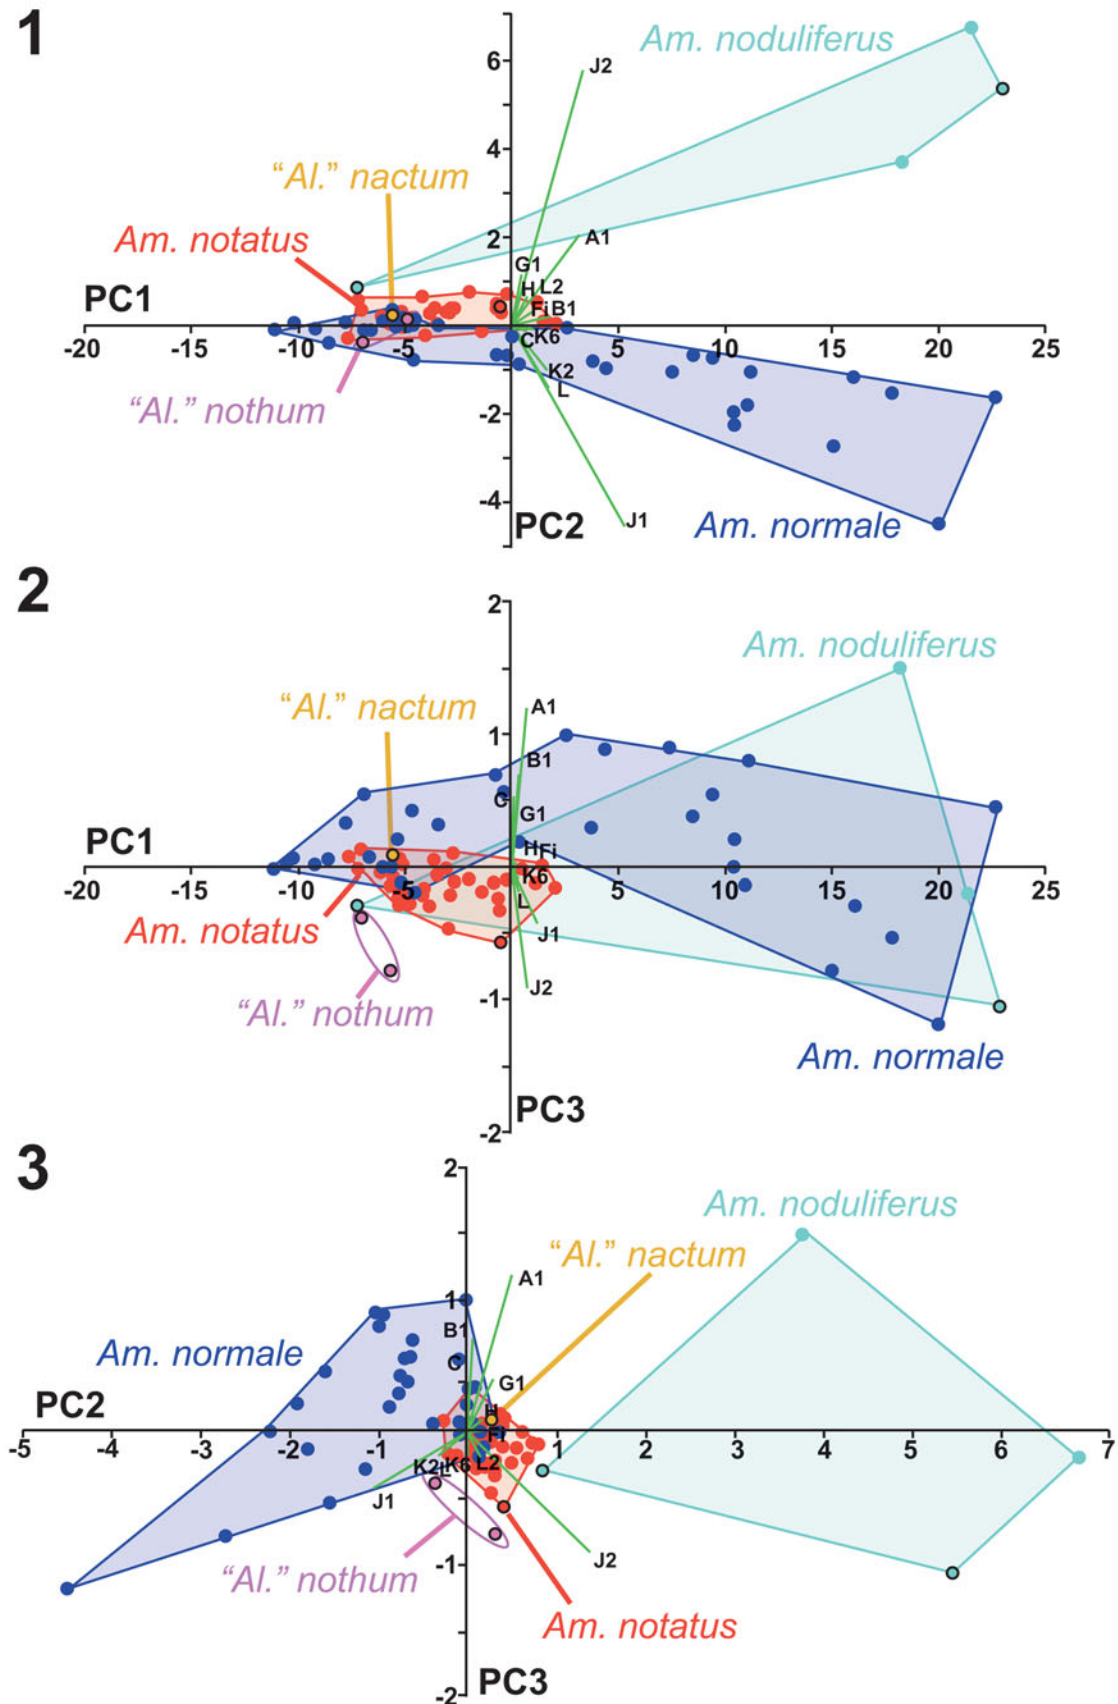 1
Am. noduliferus
6
J2
4
"Al." nactum
2
A1
Am. notatus
G1
H L2
PC1
Fi B1
-20 -15 -5 5 10 15 20 25
C K6
K2
L
"Al." nothum
-2
-4
J1
PC2
Am. normale
2
2
Am. noduliferus
"Al." nactum
A1
1
B1
C
G1
PC1
H Fi
-20 -15 -5 5 10 15 20 25
K6
L
Am. notatus
J1
J2
"Al." nothum
-1
Am. normale
PC3
-2
3
2
Am. noduliferus
"Al." nactum
A1
1
B1
Am. normale
C
G1
PC2
H
Fi
-5 -4 -3 -2 -1 1 2 3 4 5 6 7
K2 L K6 L2
J1
J2
-1
"Al." nothum
Am. notatus
PC3
-2